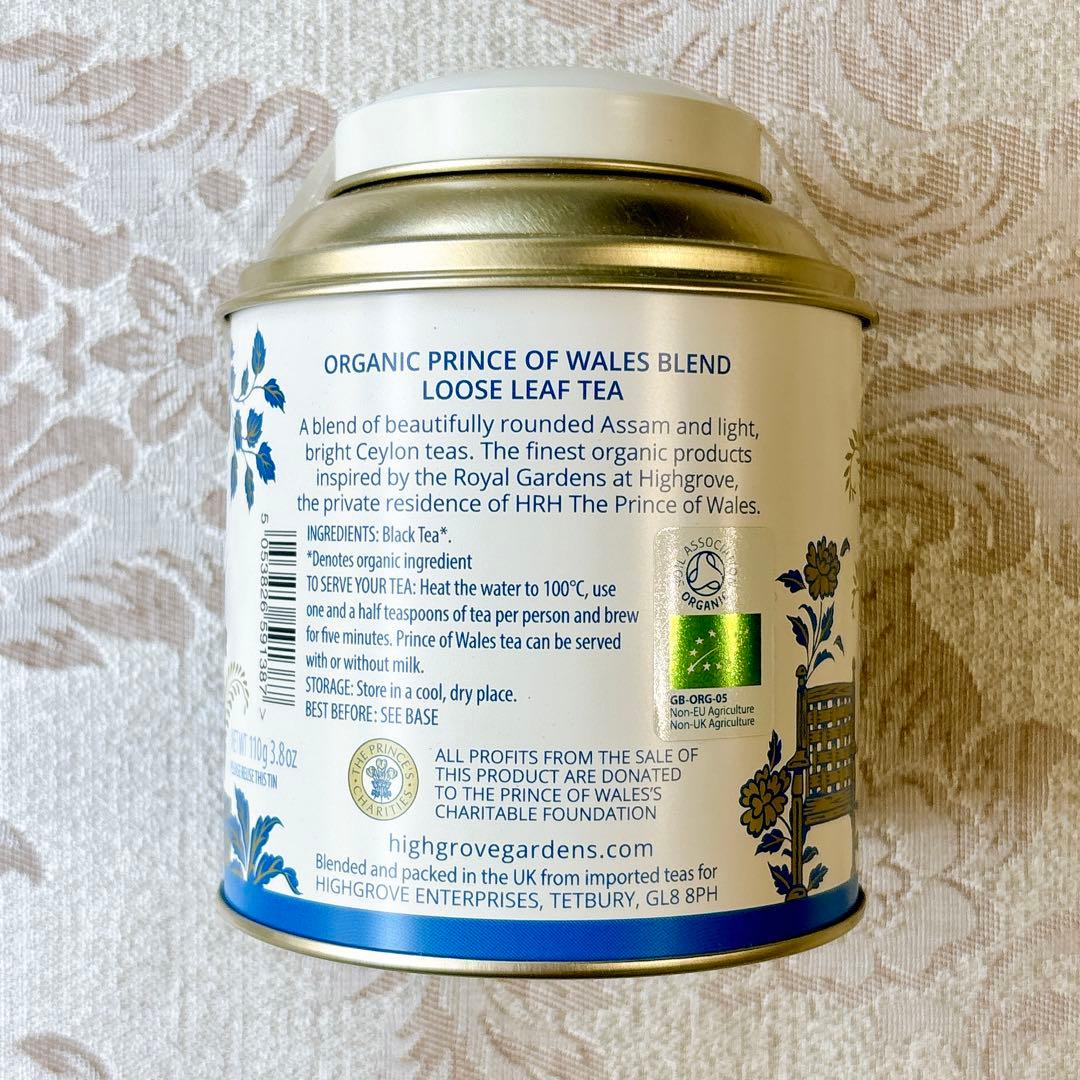 ORGANIC PRINCE OF WALES BLEND
LOOSE LEAF TEA
A blend of beautifully rounded Assam and light,
bright Ceylon teas. The finest organic products
inspired by the Royal Gardens at Highgrove,
the private residence of HRH The Prince of Wales.
INGREDIENTS: Black Tea*.
*Denotes organic ingredient
TO SERVE YOUR TEA: Heat the water to 100°C, use
one and a half teaspoons of tea per person and brew
for five minutes. Prince of Wales tea can be served
with or without milk.
STORAGE: Store in a cool, dry place.
BEST BEFORE: SEE BASE
5 053826 591387 >
ORGANIC
GB-ORG-05
Non-EU Agriculture
Non-UK Agriculture
110g 3.8oz
REUSE THIS TIN
THE PRINCE'S
CHARITIES
ALL PROFITS FROM THE SALE OF
THIS PRODUCT ARE DONATED
TO THE PRINCE OF WALES'S
CHARITABLE FOUNDATION
highgrovegardens.com
Blended and packed in the UK from imported teas for
HIGHGROVE ENTERPRISES, TETBURY, GL8 8PH